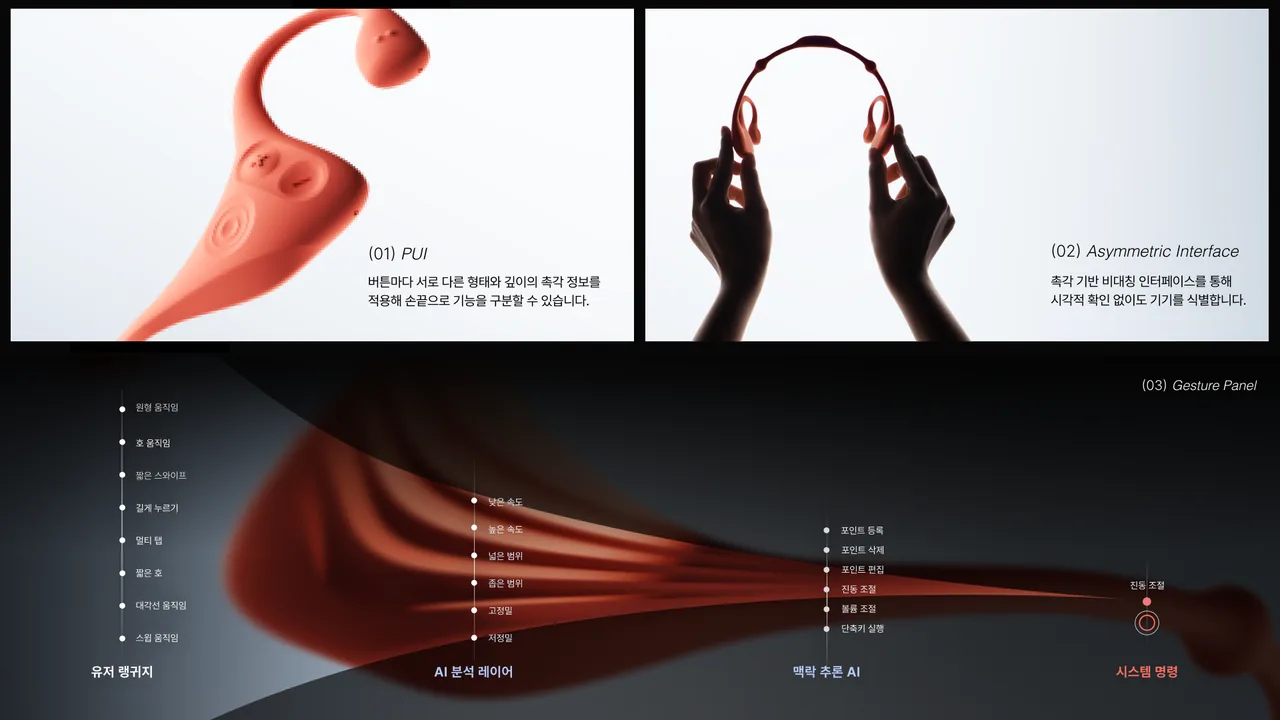 (01) PUI
버튼마다 서로 다른 형태와 깊이의 촉각 정보를
적용해 손끝으로 기능을 구분할 수 있습니다.
(02) Asymmetric Interface
촉각 기반 비대칭 인터페이스를 통해
시각적 확인 없이도 기기를 식별합니다.
(03) Gesture Panel
원형 움직임
호 움직임
짧은 스와이프
길게 누르기
멀티 탭
짧은 호
대각선 움직임
스윕 움직임
유저 랭귀지
낮은 속도
높은 속도
넓은 범위
좁은 범위
고정밀
저정밀
AI 분석 레이어
포인트 등록
포인트 삭제
포인트 편집
진동 조절
볼륨 조절
단축키 실행
맥락 추론 AI
진동 조절
시스템 명령